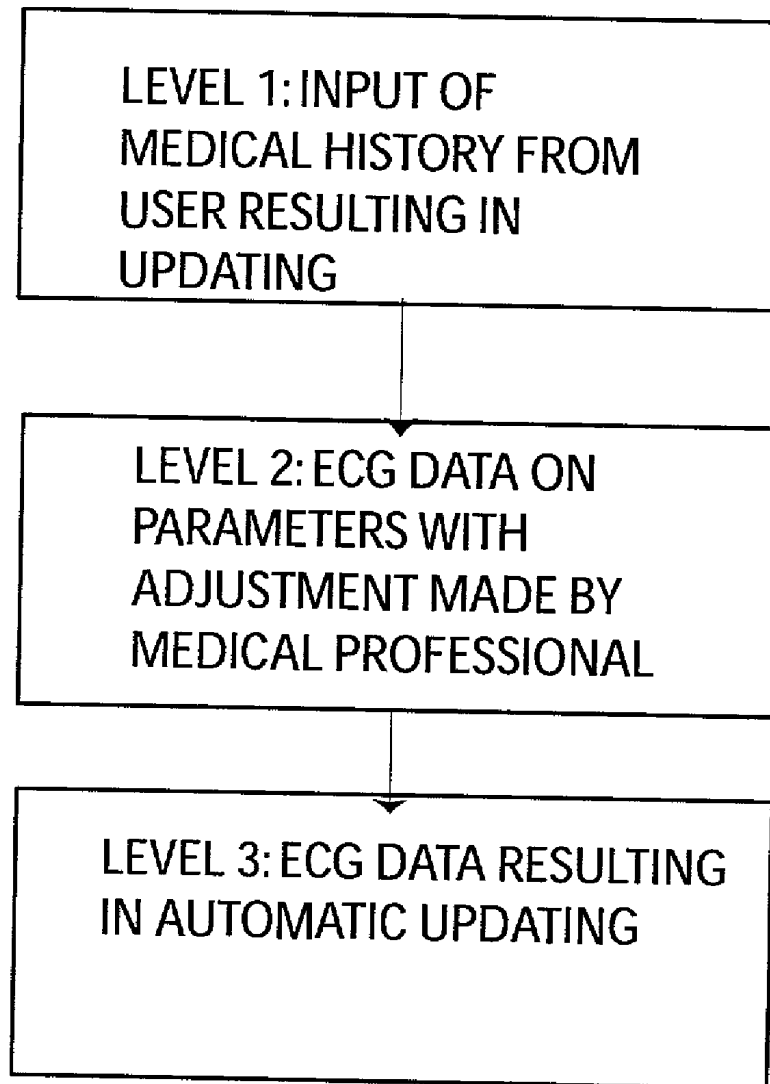 LEVEL 1: INPUT OF
MEDICAL HISTORY FROM
USER RESULTING IN
UPDATING
LEVEL 2: ECG DATA ON
PARAMETERS WITH
ADJUSTMENT MADE BY
MEDICAL PROFESSIONAL
LEVEL 3: ECG DATA RESULTING
IN AUTOMATIC UPDATING